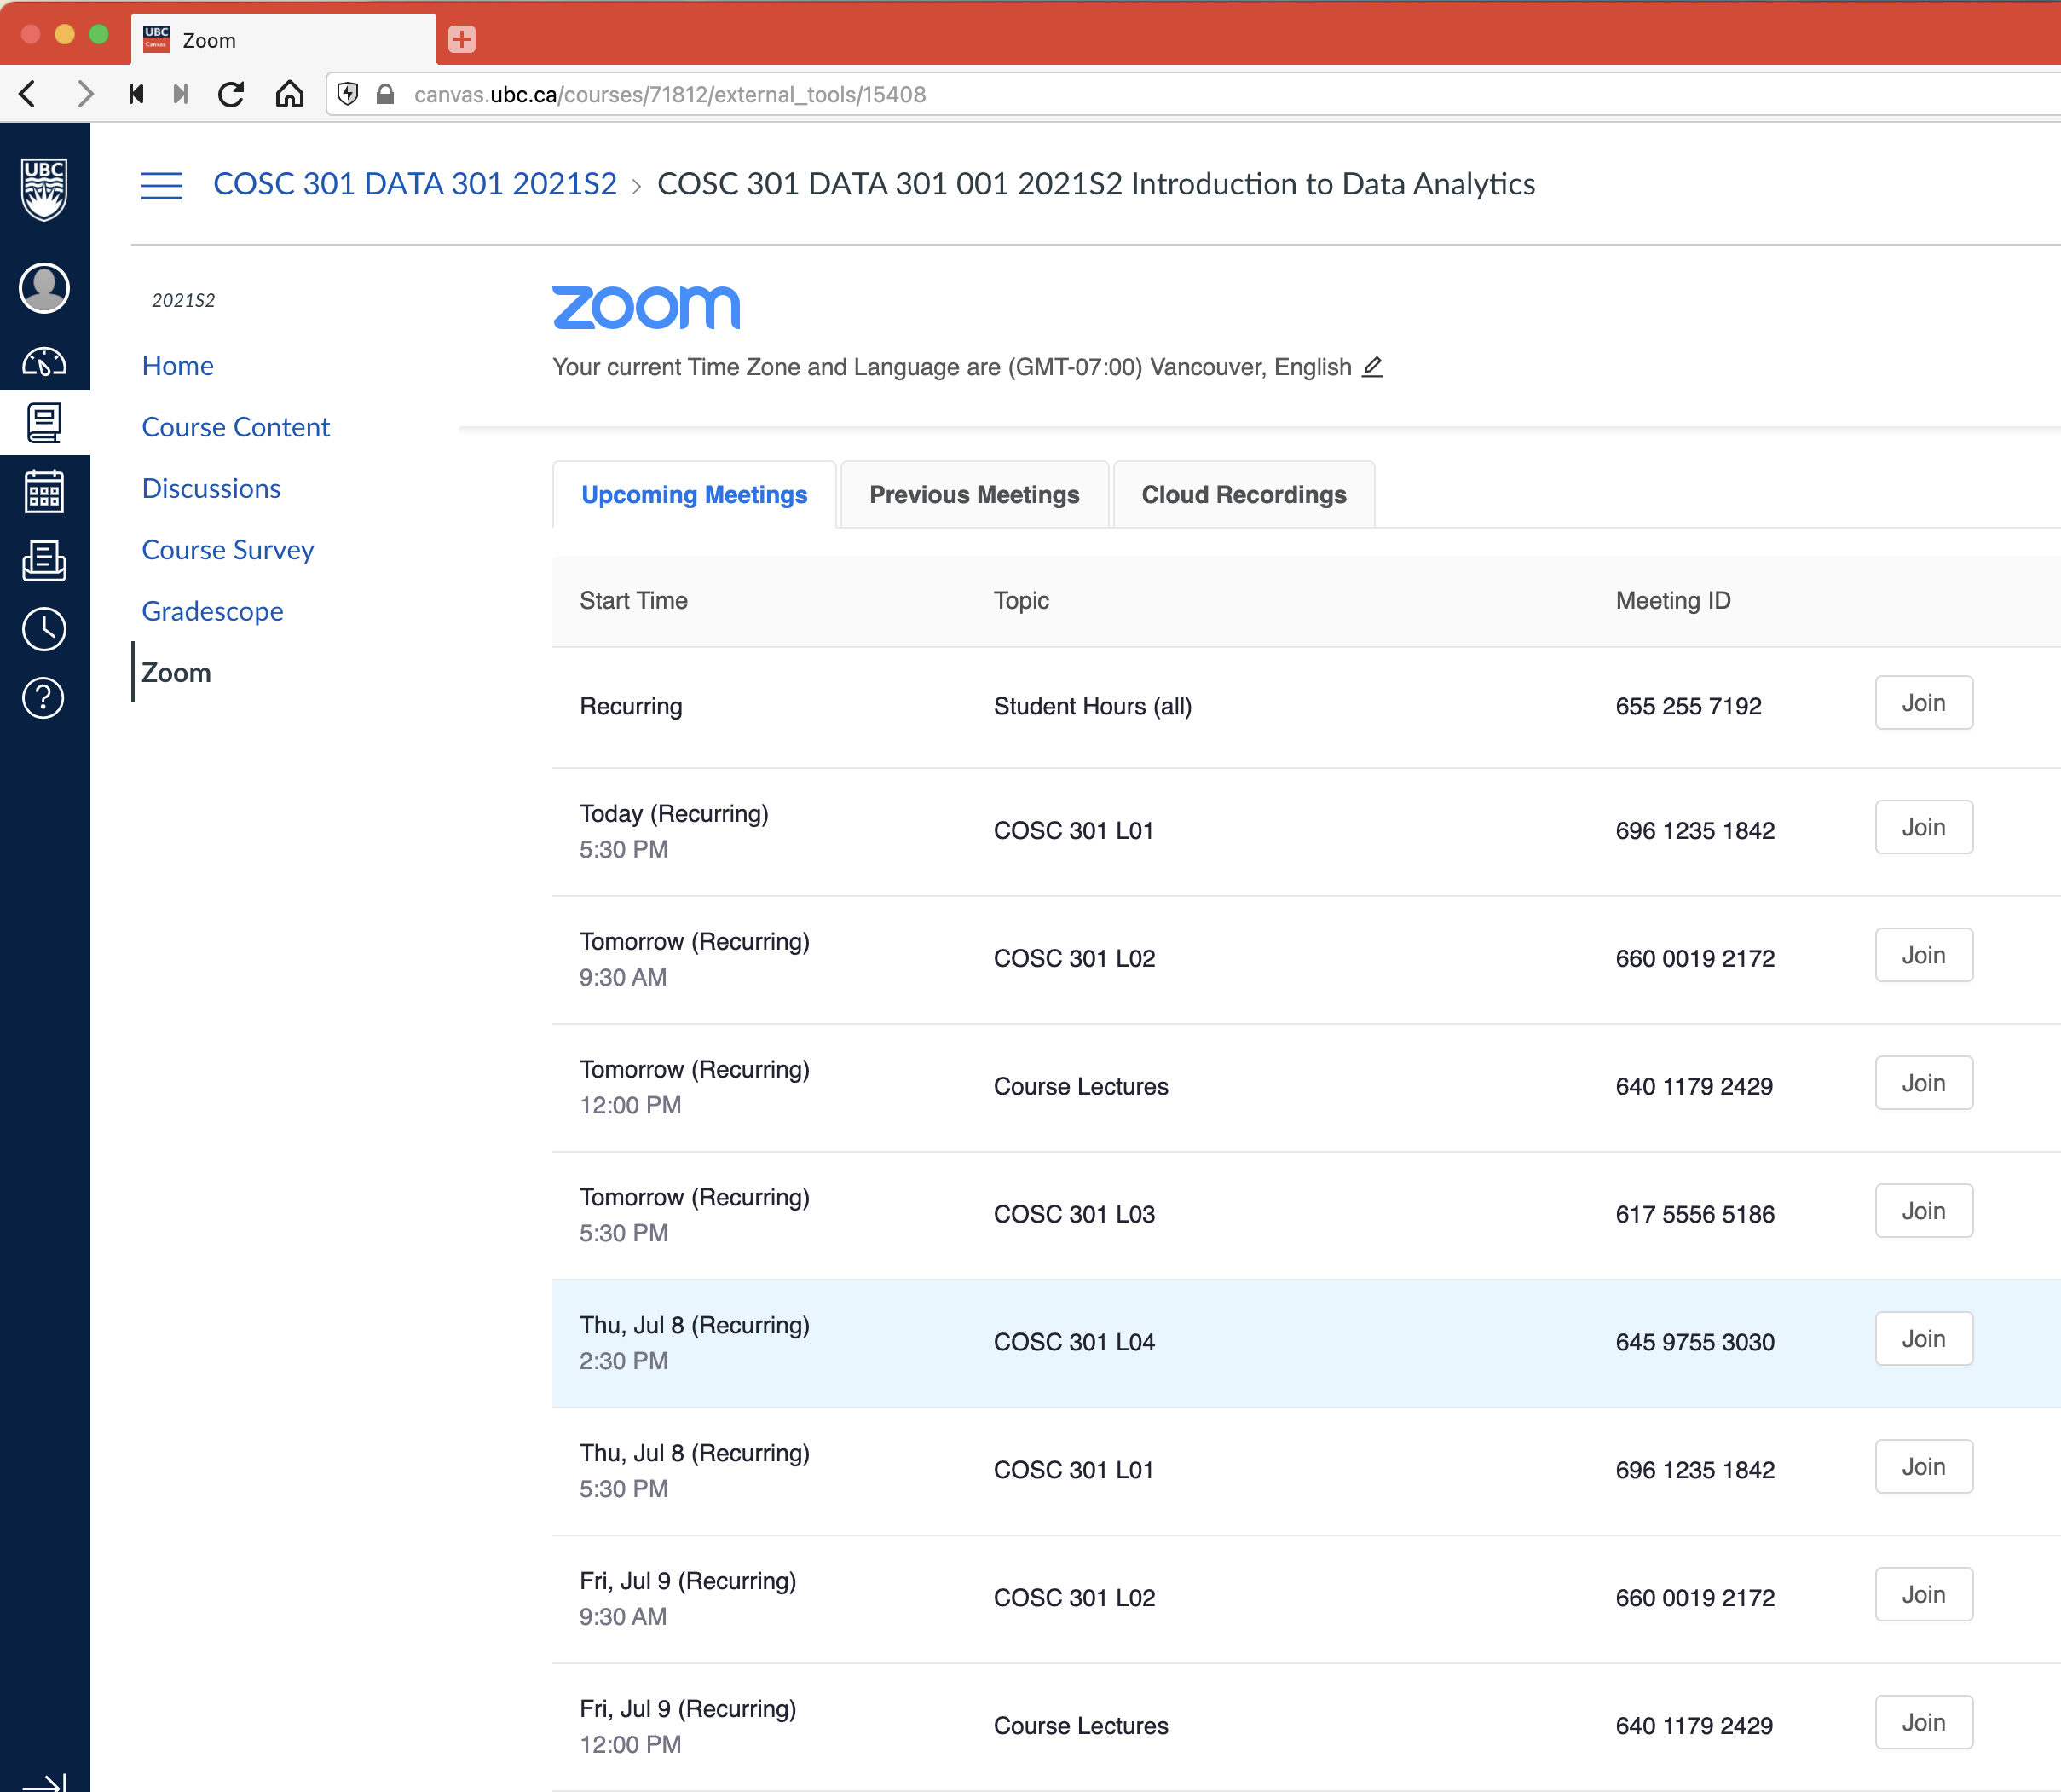 UBC
Canvas
Zoom
canvas.ubc.ca/courses/71812/external_tools/15408
UBC
COSC 301 DATA 301 2021S2 > COSC 301 DATA 301 001 2021S2 Introduction to Data Analytics
2021S2
Home
Course Content
Discussions
Course Survey
Gradescope
Zoom
zoom
Your current Time Zone and Language are (GMT-07:00) Vancouver, English
Upcoming Meetings Previous Meetings Cloud Recordings
Start Time Topic Meeting ID
Recurring Student Hours (all) 655 255 7192 Join
Today (Recurring)
5:30 PM
COSC 301 L01 696 1235 1842 Join
Tomorrow (Recurring)
9:30 AM
COSC 301 L02 660 0019 2172 Join
Tomorrow (Recurring)
12:00 PM
Course Lectures 640 1179 2429 Join
Tomorrow (Recurring)
5:30 PM
COSC 301 L03 617 5556 5186 Join
Thu, Jul 8 (Recurring)
2:30 PM
COSC 301 L04 645 9755 3030 Join
Thu, Jul 8 (Recurring)
5:30 PM
COSC 301 L01 696 1235 1842 Join
Fri, Jul 9 (Recurring)
9:30 AM
COSC 301 L02 660 0019 2172 Join
Fri, Jul 9 (Recurring)
12:00 PM
Course Lectures 640 1179 2429 Join